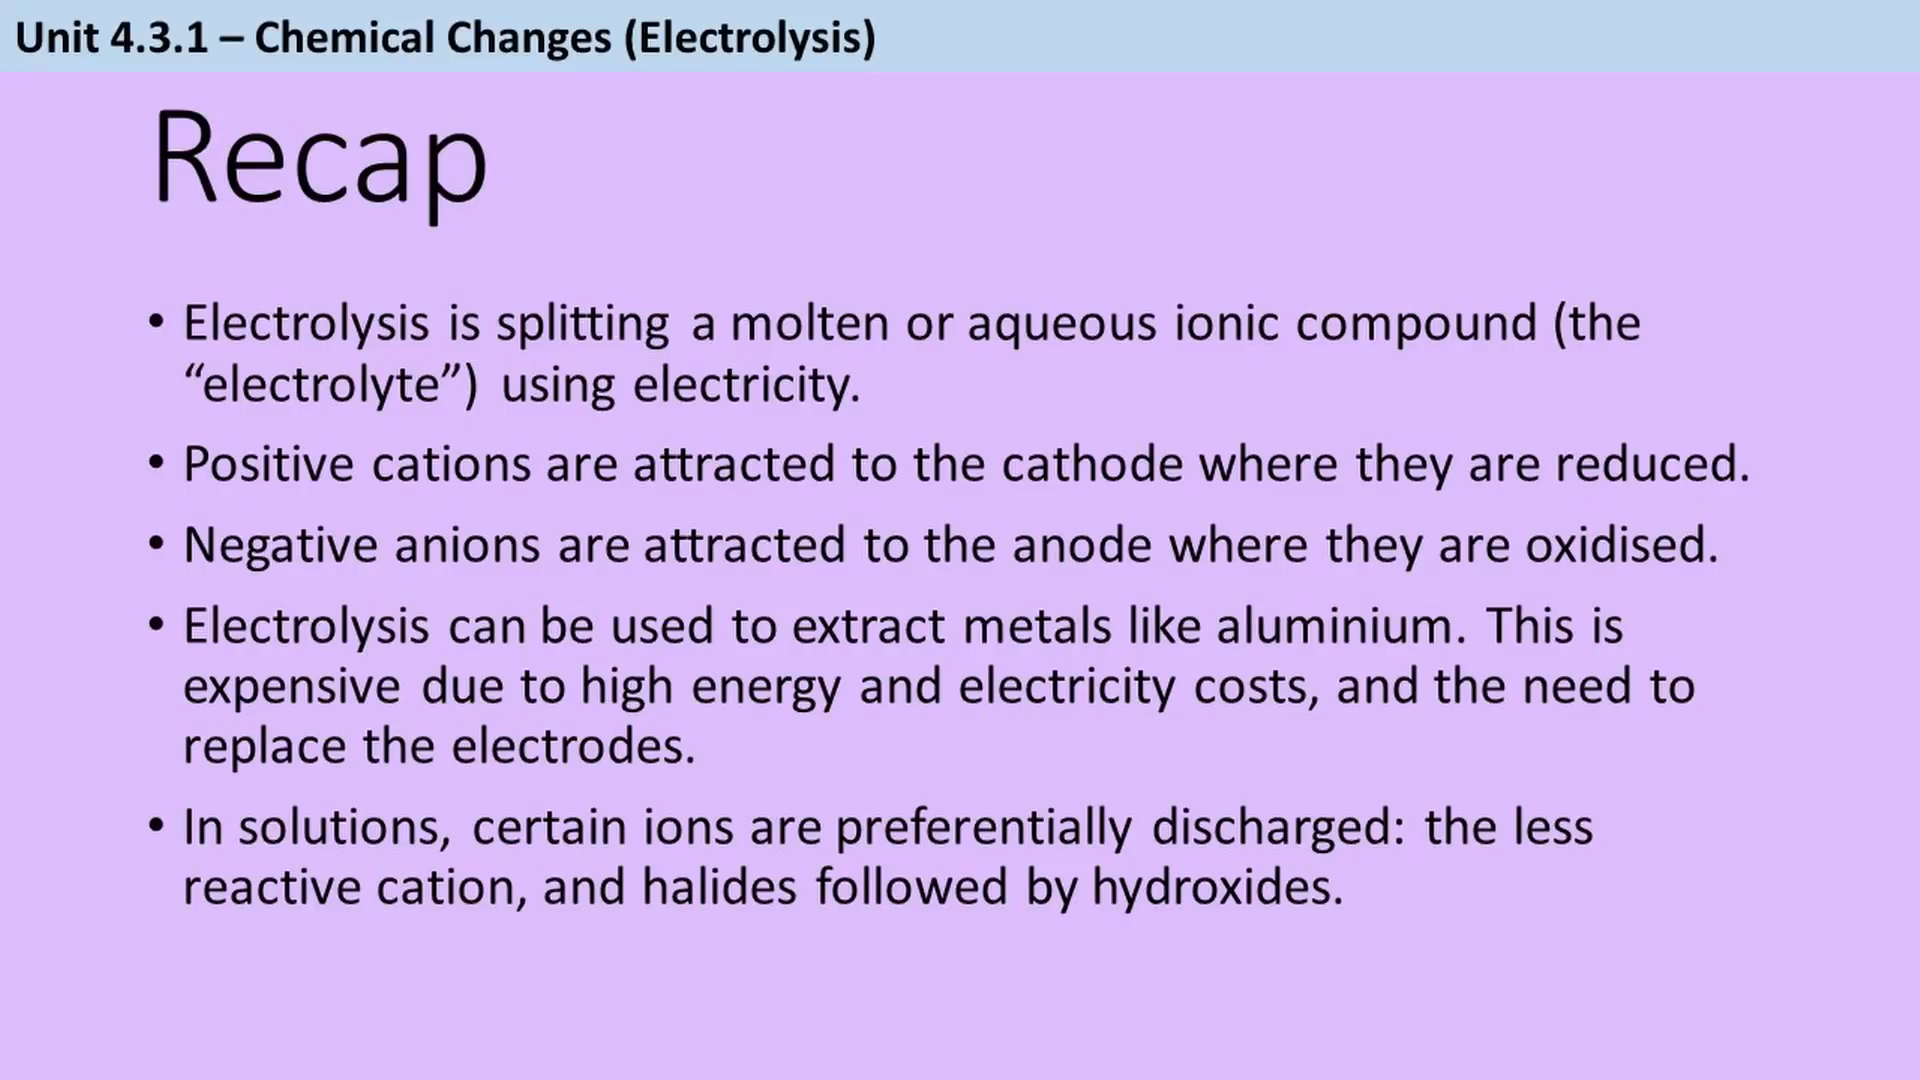 Unit 4.3.1 – Chemical Changes (Electrolysis)
Recap
• Electrolysis is splitting a molten or aqueous ionic compound (the
“electrolyte”) using electricity.
• Positive cations are attracted to the cathode where they are reduced.
• Negative anions are attracted to the anode where they are oxidised.
• Electrolysis can be used to extract metals like aluminium. This is
expensive due to high energy and electricity costs, and the need to
replace the electrodes.
• In solutions, certain ions are preferentially discharged: the less
reactive cation, and halides followed by hydroxides.